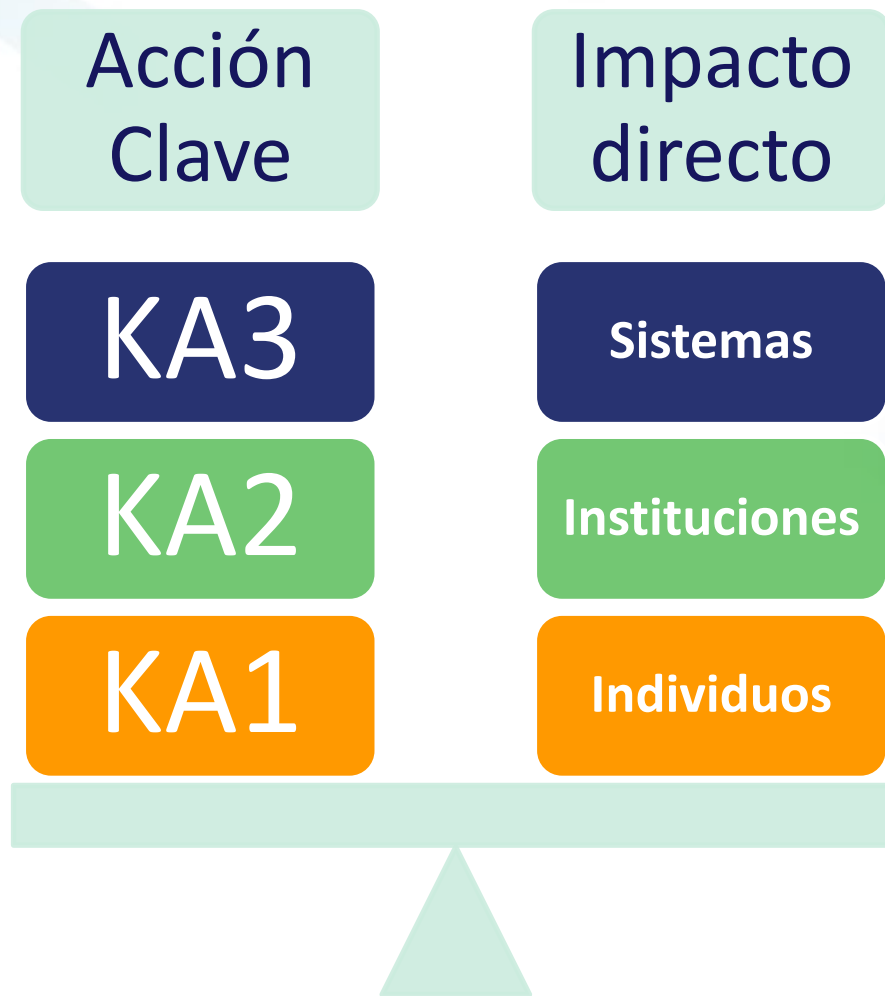 Acción
Clave
Impacto
directo
KA3
Sistemas
KA2
Instituciones
KA1
Individuos